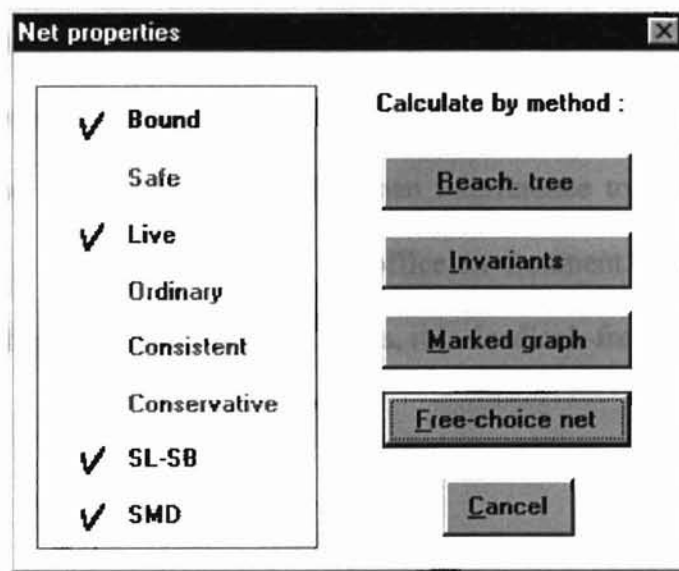 Net properties
Bound
Safe
Live
Ordinary
Consistent
Conservative
SL-SB
SMD
Calculate by method :
Reach. tree
Invariants
Marked graph
Free-choice net
Cancel